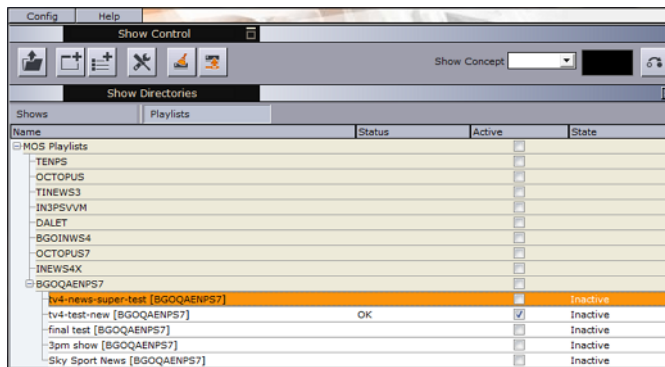 Config Help
Show Control
Show Concept
Show Directories
Shows Playlists
Name Status Active State
MOS Playlists
TENPS
OCTOPUS
TINEWS3
IN3PSVVM
DALET
BGOINWS4
OCTOPUS7
INEWS4X
BGOQAENPS7
tv4-news-super-test [BGOQAENPS7] Inactive
tv4-test-new [BGOQAENPS7] OK Inactive
final test [BGOQAENPS7] Inactive
3pm show [BGOQAENPS7] Inactive
Sky Sport News [BGOQAENPS7] Inactive